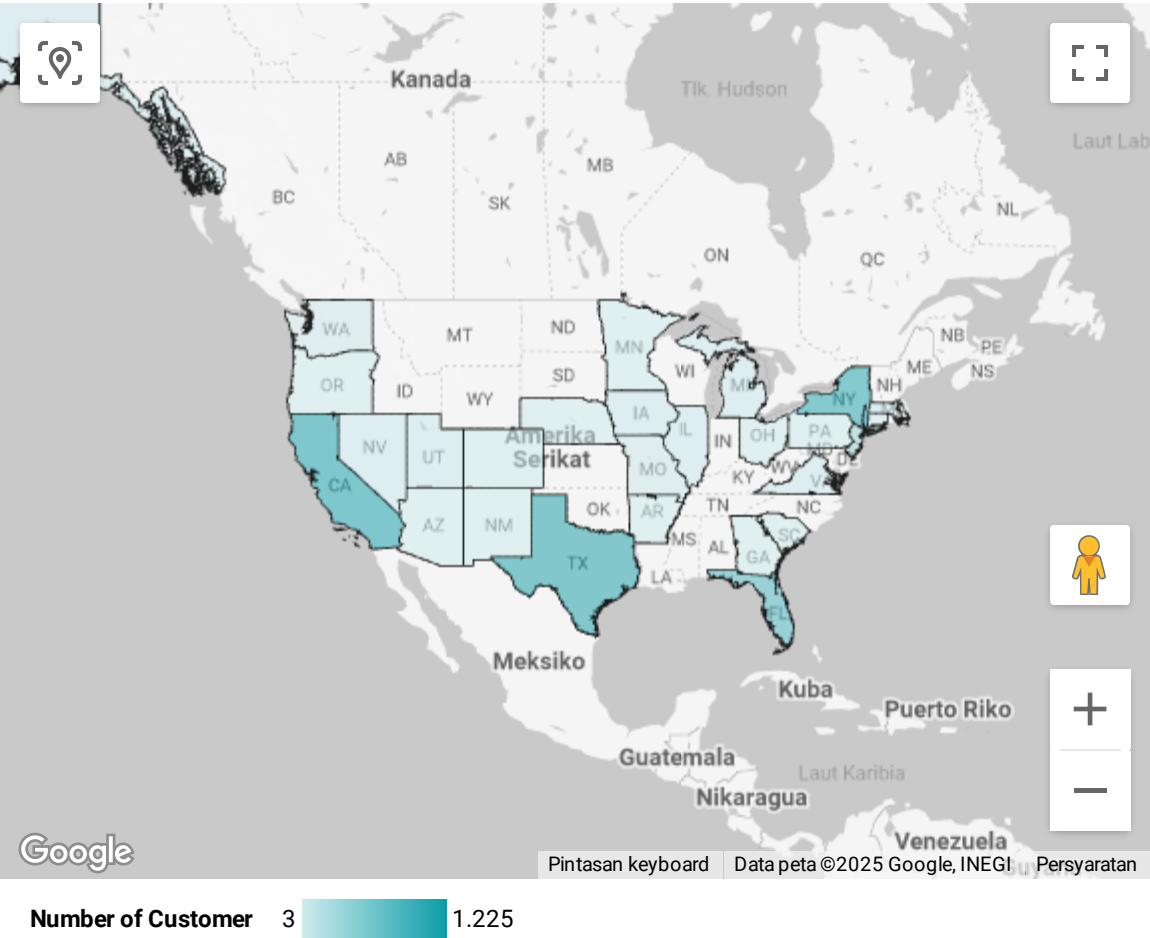 Kanada
Tlk. Hudson
Laut Lab
AB
MB
BC
SK
NL
ON
QC
WA
MT
ND
MN
NB
PE
ME
NS
OR
ID
SD
WI
MI
NH
WY
NY
IA
NV
UT
Amerika
Serikat
IL
IN
OH
PA
MD
DE
CA
MO
KY
WV
VA
AZ
NM
OK
AR
TN
NC
TX
MS
AL
GA
SC
LA
FL
Meksiko
Kuba
Puerto Riko
Guatemala
Laut Karibia
Nikaragua
Venezuela
Google
Pintasan keyboard
Data peta ©2025 Google, INEGI
Persyaratan
Number of Customer 3 1.225